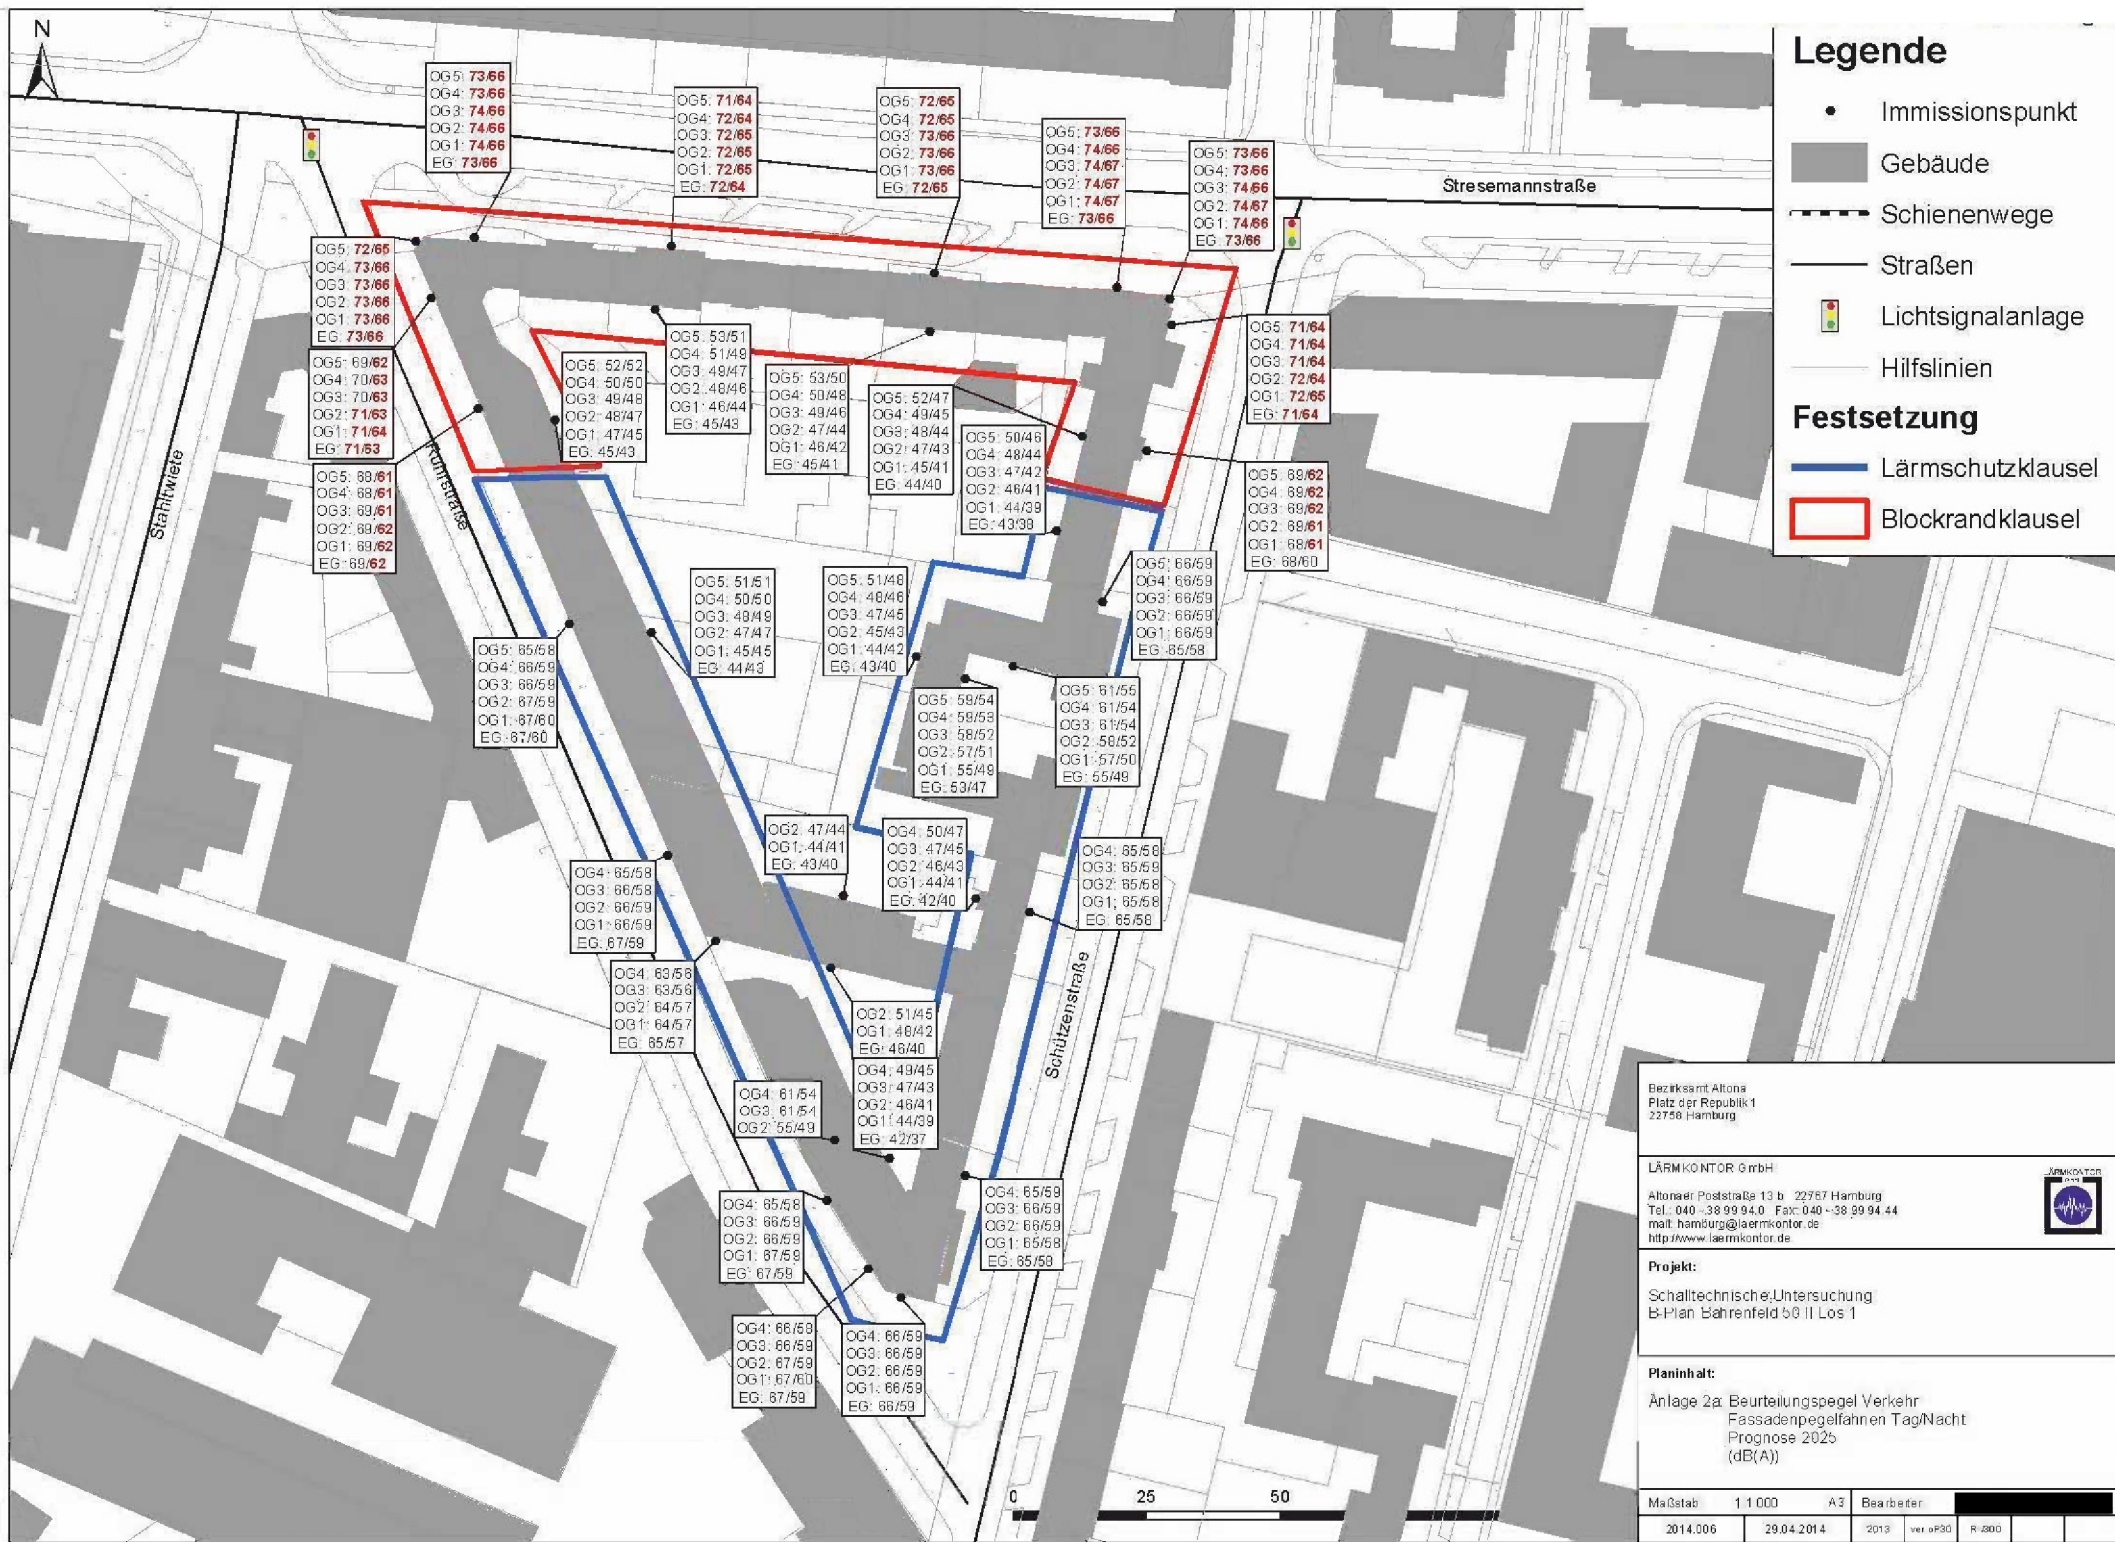 N
OG5: 73/66
OG4: 73/66
OG3: 74/66
OG2: 74/66
OG1: 74/66
EG: 73/66
OG5: 71/64
OG4: 72/64
OG3: 72/65
OG2: 72/65
OG1: 72/65
EG: 72/64
OG5: 72/65
OG4: 72/65
OG3: 73/66
OG2: 73/66
OG1: 73/66
EG: 72/65
OG5: 73/66
OG4: 74/66
OG3: 74/67
OG2: 74/67
OG1: 74/67
EG: 73/66
OG5: 73/66
OG4: 73/66
OG3: 74/66
OG2: 74/67
OG1: 74/66
EG: 73/66
Stresemannstraße
OG5: 72/65
OG4: 73/66
OG3: 73/66
OG2: 73/66
OG1: 73/66
EG: 73/66
OG5: 69/62
OG4: 70/63
OG3: 70/63
OG2: 71/63
OG1: 71/64
EG: 71/63
OG5: 68/61
OG4: 68/61
OG3: 69/61
OG2: 69/62
OG1: 69/62
EG: 69/62
OG5: 52/52
OG4: 50/50
OG3: 49/48
OG2: 48/47
OG1: 47/45
EG: 45/43
OG5: 53/51
OG4: 51/49
OG3: 49/47
OG2: 48/46
OG1: 46/44
EG: 45/43
OG5: 53/50
OG4: 50/48
OG3: 49/46
OG2: 47/44
OG1: 46/42
EG: 45/41
OG5: 52/47
OG4: 49/45
OG3: 48/44
OG2: 47/43
OG1: 45/41
EG: 44/40
OG5: 50/46
OG4: 48/44
OG3: 47/42
OG2: 46/41
OG1: 44/39
EG: 43/38
OG5: 71/64
OG4: 71/64
OG3: 71/64
OG2: 72/64
OG1: 72/65
EG: 71/64
OG5: 69/62
OG4: 69/62
OG3: 69/62
OG2: 69/61
OG1: 68/61
EG: 68/60
Stahltwiete
Ruhrstraße
OG5: 66/59
OG4: 66/59
OG3: 66/59
OG2: 66/59
OG1: 66/59
EG: 65/58
OG5: 51/51
OG4: 50/50
OG3: 48/49
OG2: 47/47
OG1: 45/45
EG: 44/43
OG5: 51/48
OG4: 48/46
OG3: 47/45
OG2: 45/43
OG1: 44/42
EG: 43/40
OG5: 65/58
OG4: 66/59
OG3: 66/59
OG2: 67/59
OG1: 67/60
EG: 67/60
OG5: 59/54
OG4: 59/53
OG3: 58/52
OG2: 57/51
OG1: 55/49
EG: 53/47
OG5: 61/55
OG4: 61/54
OG3: 61/54
OG2: 58/52
OG1: 57/50
EG: 55/49
OG2: 47/44
OG1: 44/41
EG: 43/40
OG4: 50/47
OG3: 47/45
OG2: 46/43
OG1: 44/41
EG: 42/40
OG4: 65/58
OG3: 65/59
OG2: 65/58
OG1: 65/58
EG: 65/58
OG4: 65/58
OG3: 66/58
OG2: 66/59
OG1: 66/59
EG: 67/59
OG4: 63/56
OG3: 63/56
OG2: 64/57
OG1: 64/57
EG: 65/57
OG2: 51/45
OG1: 48/42
EG: 46/40
OG4: 49/45
OG3: 47/43
OG2: 46/41
OG1: 44/39
EG: 42/37
OG4: 61/54
OG3: 61/54
OG2: 55/49
Schützenstraße
OG4: 65/58
OG3: 66/59
OG2: 66/59
OG1: 67/59
EG: 67/59
OG4: 65/59
OG3: 66/59
OG2: 66/59
OG1: 65/58
EG: 65/58
OG4: 66/58
OG3: 66/59
OG2: 67/59
OG1: 67/60
EG: 67/59
OG4: 66/59
OG3: 66/59
OG2: 66/59
OG1: 66/59
EG: 66/59
0 25 50
Legende
Immissionspunkt
Gebäude
Schienenwege
Straßen
Lichtsignalanlage
Hilfslinien
Festsetzung
Lärmschutzklausel
Blockrandklausel
Bezirksamt Altona
Platz der Republik 1
22758 Hamburg
LÄRMKONTOR GmbH
Altonaer Poststraße 13 b 22767 Hamburg
Tel.: 040 - 38 99 94.0 Fax: 040 - 38 99 94.44
mail: hamburg@laermkontor.de
http://www.laermkontor.de
LÄRMKONTOR
Projekt:
Schalltechnische Untersuchung
B-Plan Bahrenfeld 56 II Los 1
Planinhalt:
Anlage 2a: Beurteilungspegel Verkehr
Fassadenpegelfahnen Tag/Nacht
Prognose 2025
(dB(A))
Maßstab 1:1 000 A3 Bearbeiter
2014.006 29.04.2014 2013